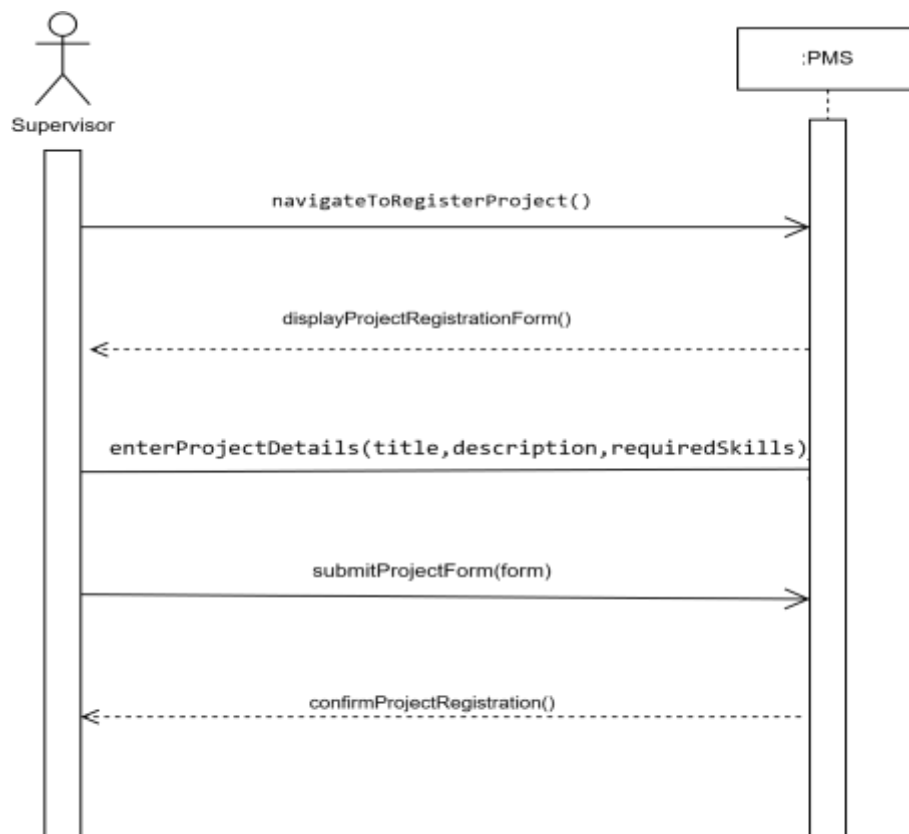 :PMS
Supervisor
navigateToRegisterProject()
displayProjectRegistrationForm()
enterProjectDetails(title,description,requiredSkills)
submitProjectForm(form)
confirmProjectRegistration()